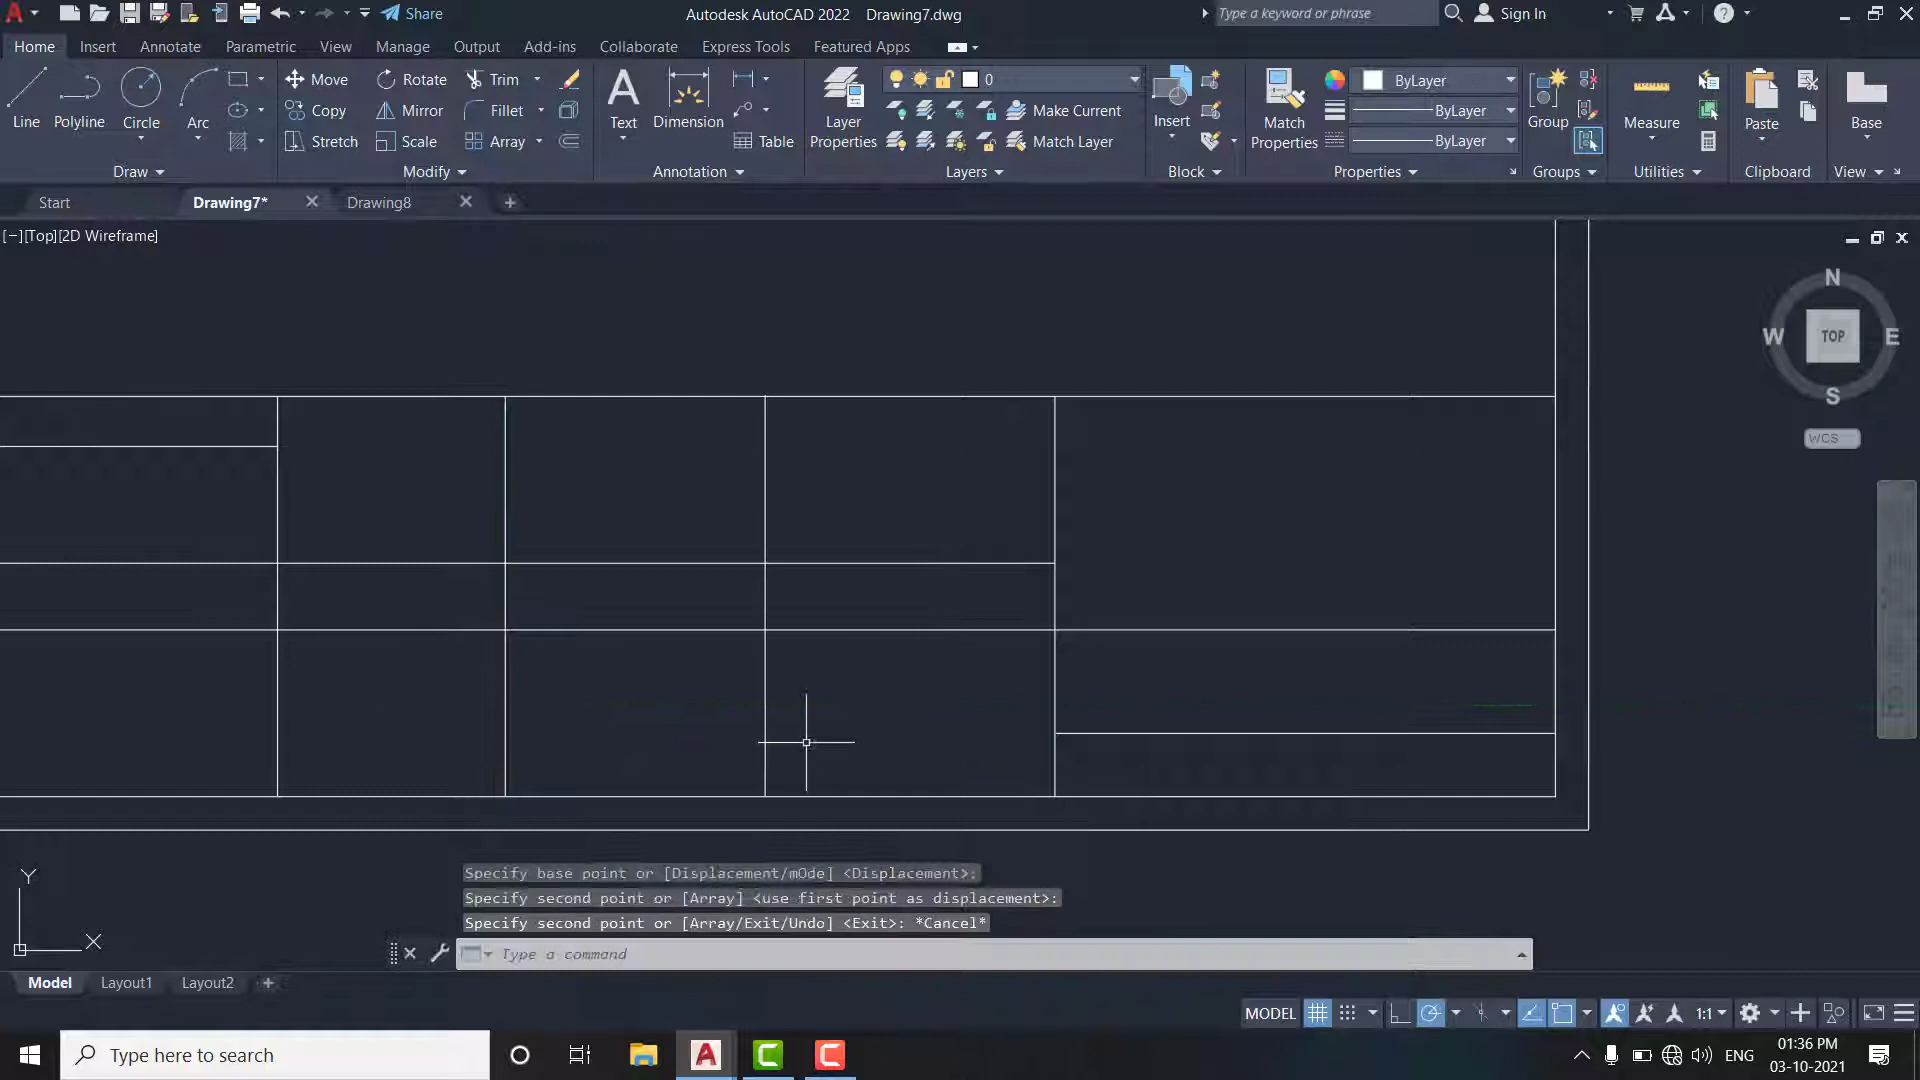 Share
Autodesk AutoCAD 2022 Drawing7.dwg
Type a keyword or phrase
Sign In
Home Insert Annotate Parametric View Manage Output Add-ins Collaborate Express Tools Featured Apps
Line
Polyline
Circle
Arc
Draw
Move
Rotate
Trim
Copy
Mirror
Fillet
Stretch
Scale
Array
Modify
Text
Dimension
Table
Annotation
Layer
Properties
0
Make Current
Match Layer
Layers
Insert
Block
Match
Properties
ByLayer
ByLayer
ByLayer
Properties
Group
Groups
Measure
Utilities
Paste
Clipboard
Base
View
Start
Drawing7*
Drawing8
[−][Top][2D Wireframe]
N
W
TOP
E
S
WCS
Y
X
Specify base point or [Displacement/mOde] <Displacement>:
Specify second point or [Array] <use first point as displacement>:
Specify second point or [Array/Exit/Undo] <Exit>: *Cancel*
Type a command
Model Layout1 Layout2
MODEL
1:1
Type here to search
ENG
01:36 PM
03-10-2021